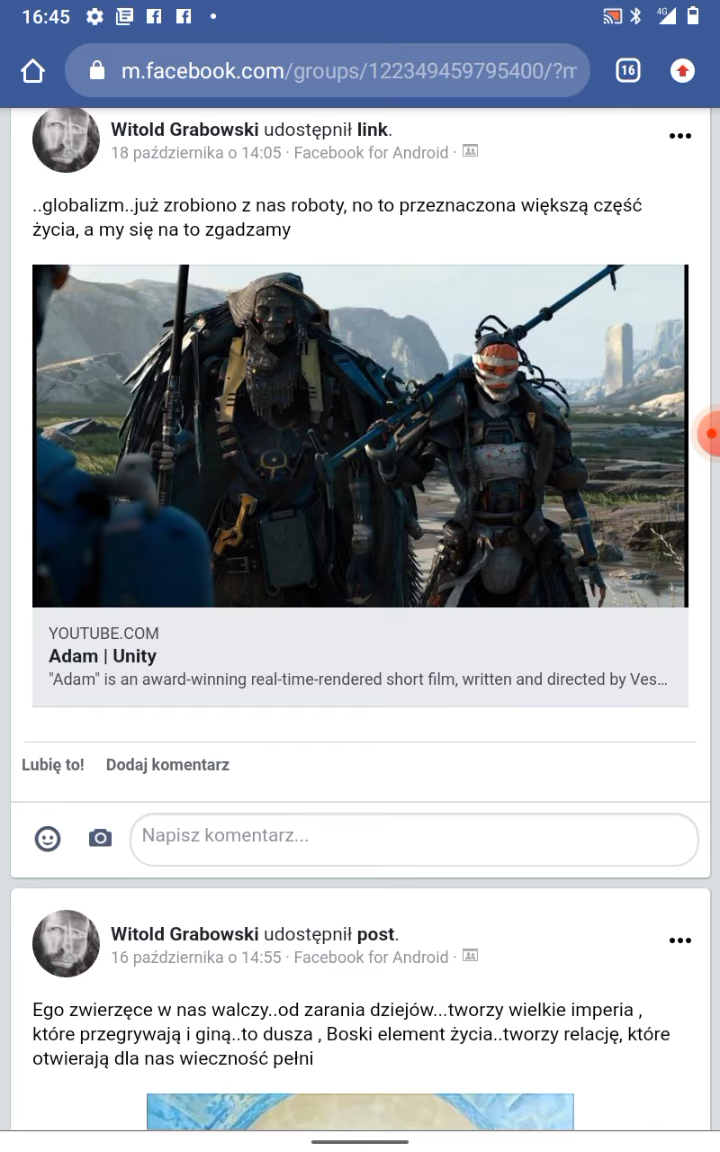 16:45
4G
m.facebook.com/groups/122349459795400/?m
16
Witold Grabowski udostępnił link.
18 października o 14:05 · Facebook for Android ·
..globalizm..już zrobiono z nas roboty, no to przeznaczona większą część
życia, a my się na to zgadzamy
YOUTUBE.COM
Adam | Unity
"Adam" is an award-winning real-time-rendered short film, written and directed by Ves...
Lubię to! Dodaj komentarz
Napisz komentarz...
Witold Grabowski udostępnił post.
16 października o 14:55 · Facebook for Android ·
Ego zwierzęce w nas walczy..od zarania dziejów...tworzy wielkie imperia ,
które przegrywają i giną..to dusza , Boski element życia..tworzy relację, które
otwierają dla nas wieczność pełni